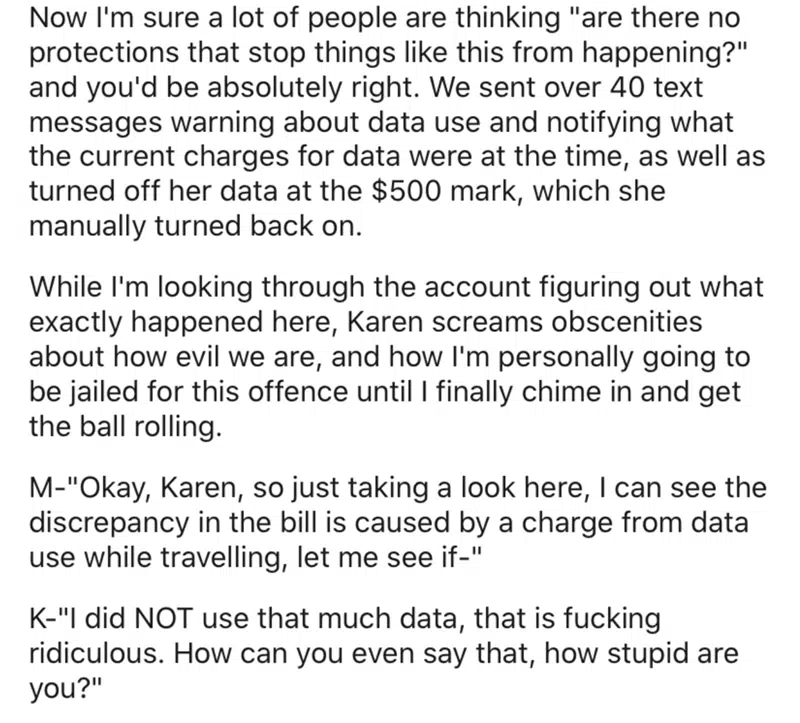 Now I'm sure a lot of people are thinking "are there no
protections that stop things like this from happening?"
and you'd be absolutely right. We sent over 40 text
messages warning about data use and notifying what
the current charges for data were at the time, as well as
turned off her data at the $500 mark, which she
manually turned back on.
While I'm looking through the account figuring out what
exactly happened here, Karen screams obscenities
about how evil we are, and how I'm personally going to
be jailed for this offence until I finally chime in and get
the ball rolling.
M-"Okay, Karen, so just taking a look here, I can see the
discrepancy in the bill is caused by a charge from data
use while travelling, let me see if-"
K-"I did NOT use that much data, that is fucking
ridiculous. How can you even say that, how stupid are
you?"